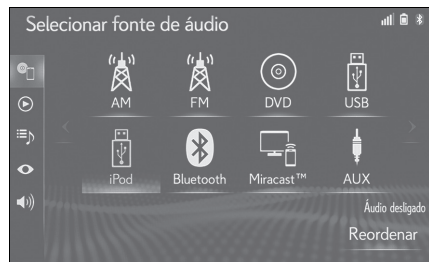 Selecionar fonte de áudio
AM FM DVD USB
iPod Bluetooth Miracast™ AUX
Áudio desligado
Reordenar